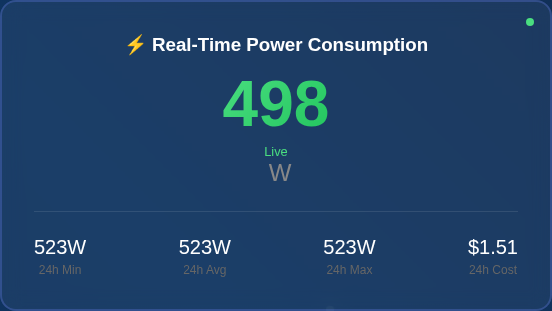 ⚡ Real-Time Power Consumption
498
Live
W
523W 523W 523W $1.51
24h Min 24h Avg 24h Max 24h Cost